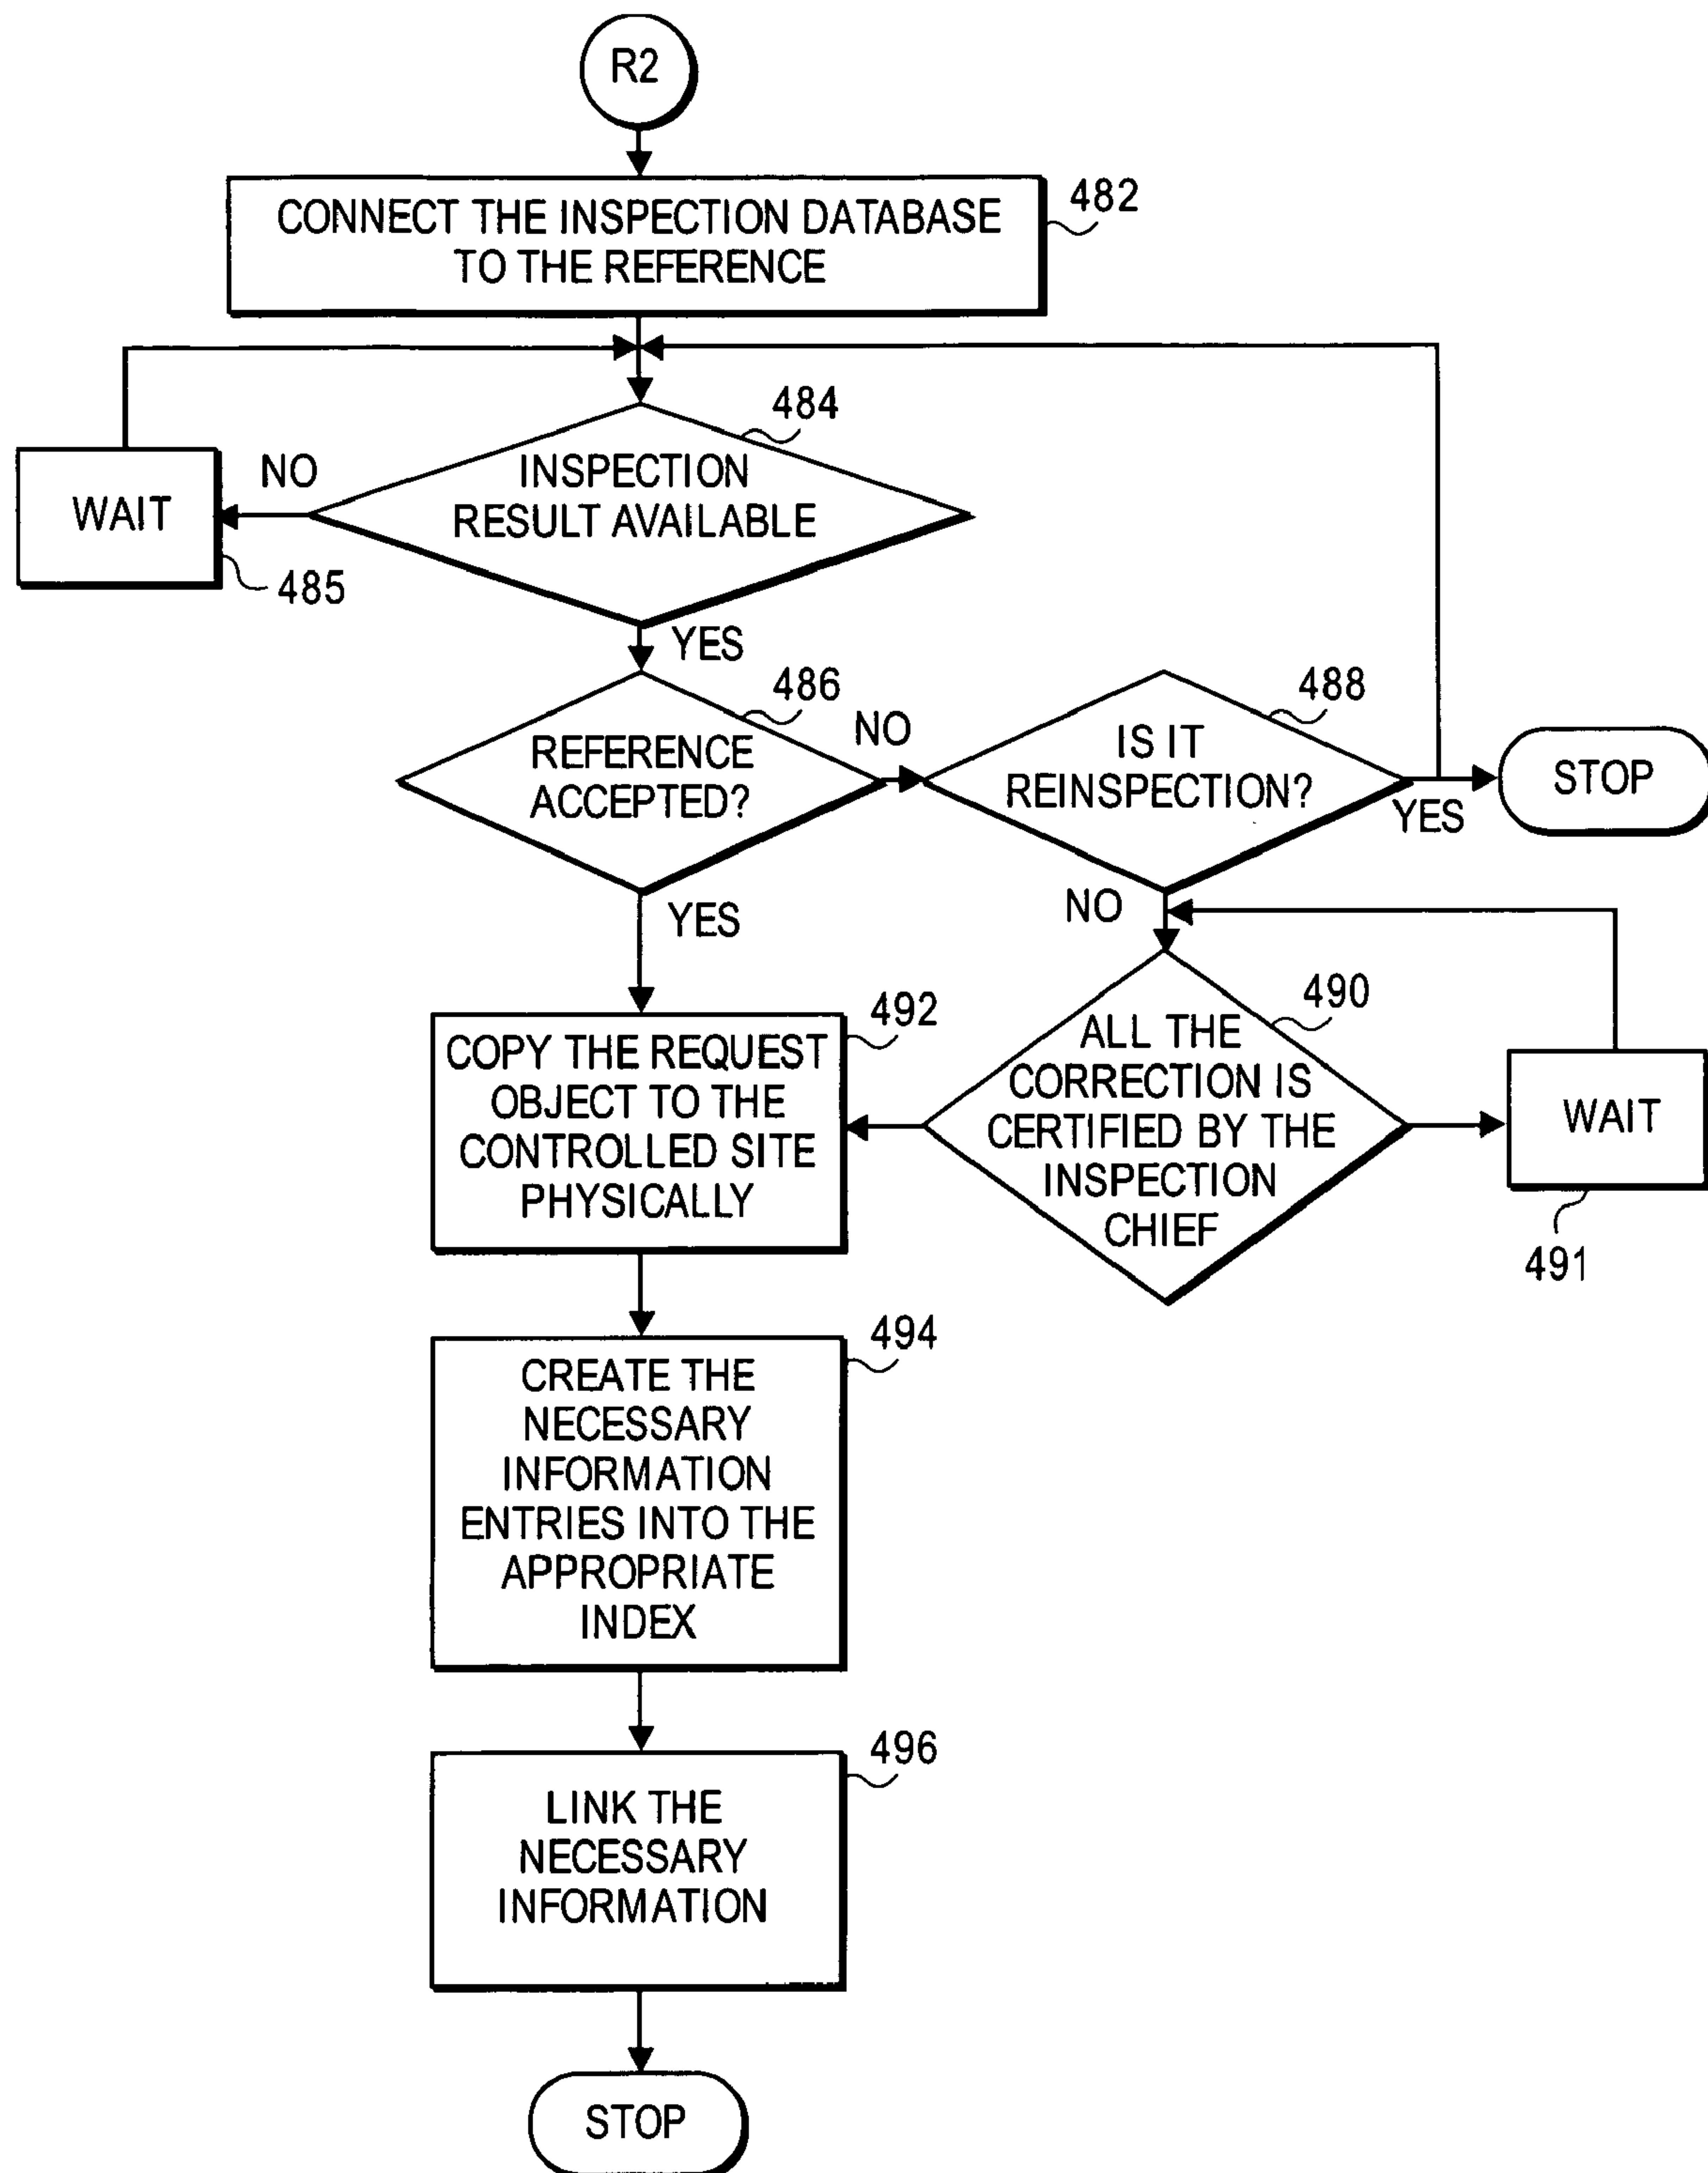 R2
CONNECT THE INSPECTION DATABASE
TO THE REFERENCE
482
484
INSPECTION
RESULT AVAILABLE
NO
WAIT
485
YES
486
REFERENCE
ACCEPTED?
NO
488
IS IT
REINSPECTION?
YES
STOP
YES
NO
492
COPY THE REQUEST
OBJECT TO THE
CONTROLLED SITE
PHYSICALLY
490
ALL THE
CORRECTION IS
CERTIFIED BY THE
INSPECTION
CHIEF
WAIT
491
494
CREATE THE
NECESSARY
INFORMATION
ENTRIES INTO THE
APPROPRIATE
INDEX
496
LINK THE
NECESSARY
INFORMATION
STOP